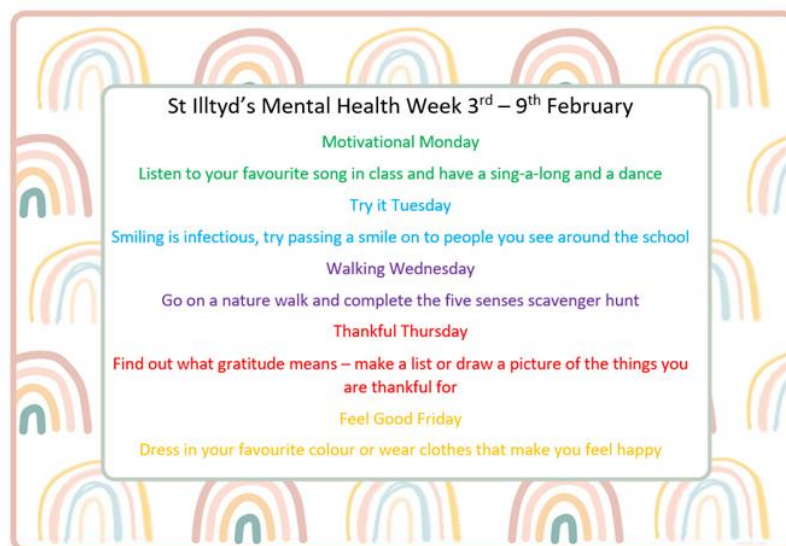 St Illtyd's Mental Health Week 3rd – 9th February
Motivational Monday
Listen to your favourite song in class and have a sing-a-long and a dance
Try it Tuesday
Smiling is infectious, try passing a smile on to people you see around the school
Walking Wednesday
Go on a nature walk and complete the five senses scavenger hunt
Thankful Thursday
Find out what gratitude means – make a list or draw a picture of the things you
are thankful for
Feel Good Friday
Dress in your favourite colour or wear clothes that make you feel happy